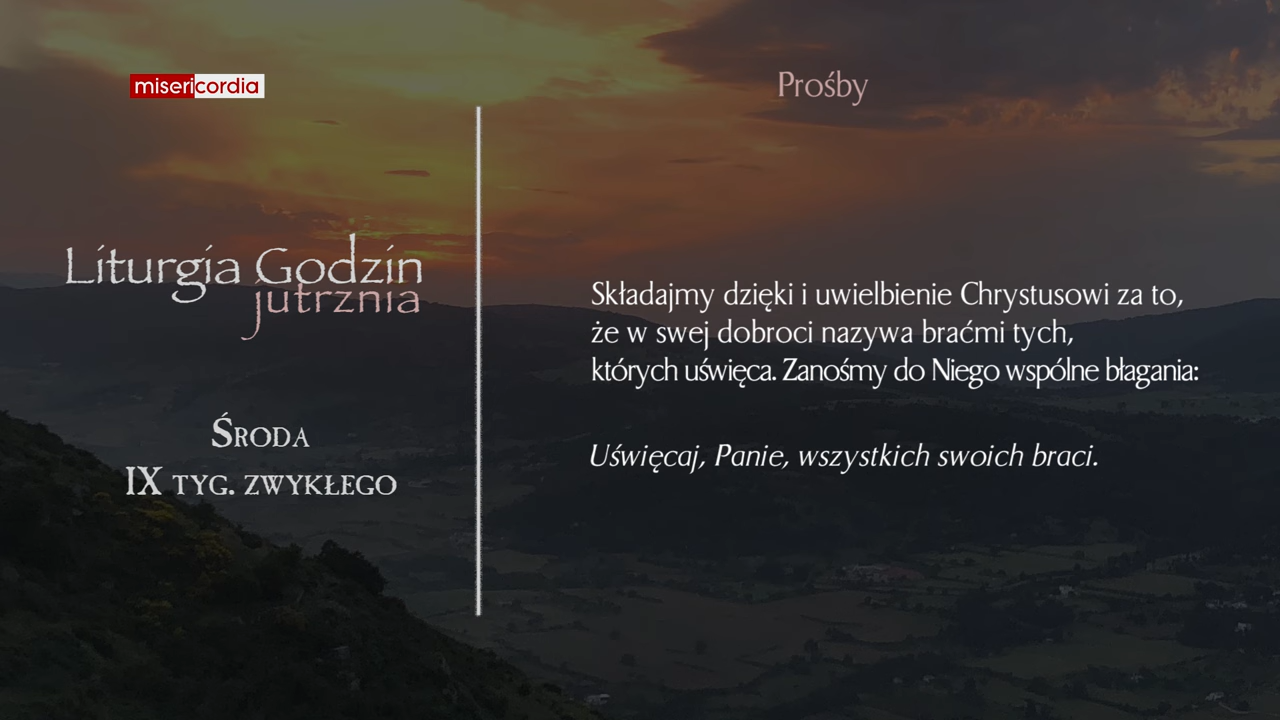 misericordia
Liturgia Godzin
jutrznia
Środa
IX tyg. zwykłego
Prośby
Składajmy dzięki i uwielbienie Chrystusowi za to,
że w swej dobroci nazywa braćmi tych,
których uświęca. Zanośmy do Niego wspólne błagania:
Uświęcaj, Panie, wszystkich swoich braci.